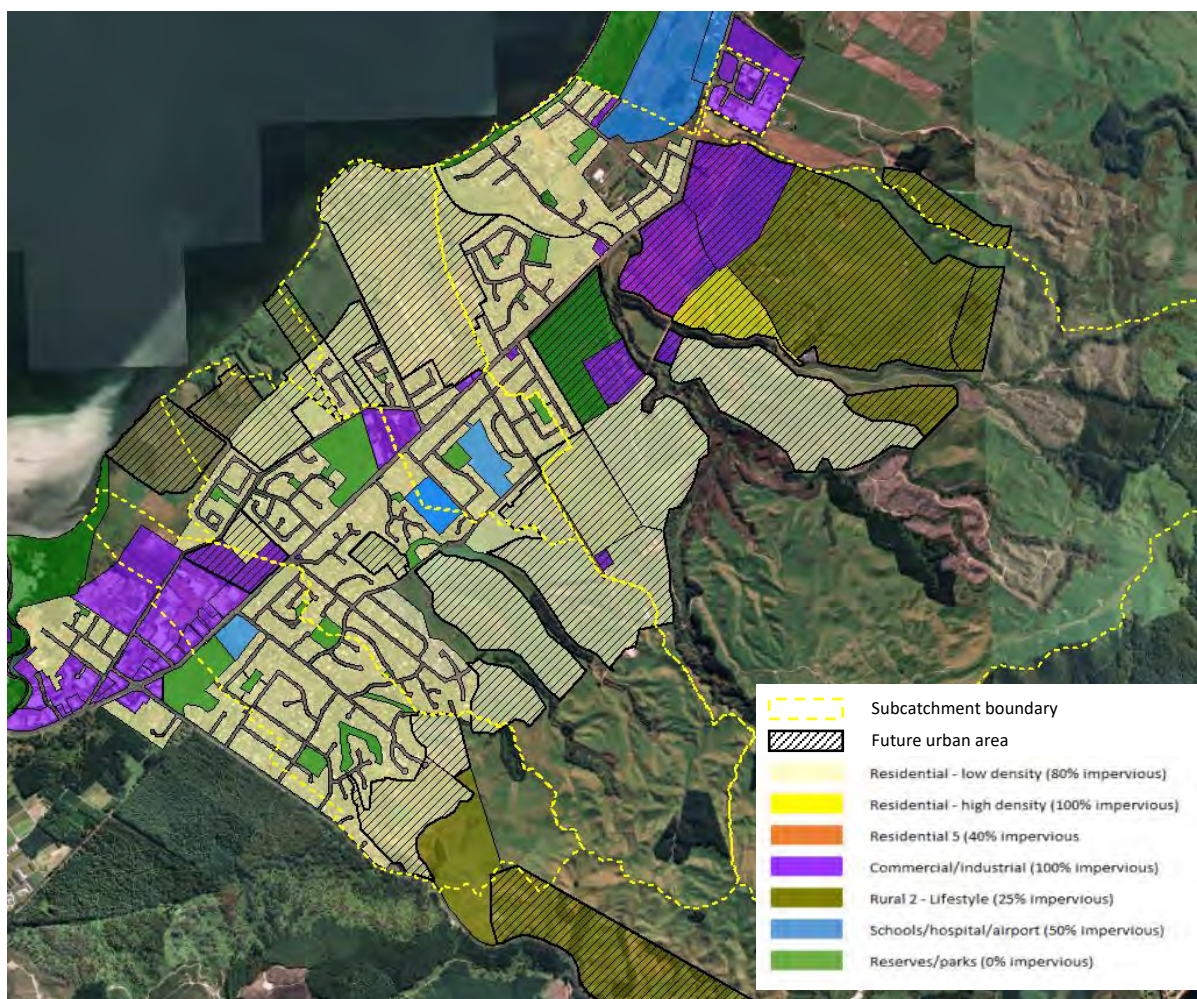 Subcatchment boundary
Future urban area
Residential - low density (80% impervious)
Residential - high density (100% impervious)
Residential 5 (40% impervious
Commercial/industrial (100% impervious)
Rural 2 - Lifestyle (25% impervious)
Schools/hospital/airport (50% impervious)
Reserves/parks (0% impervious)